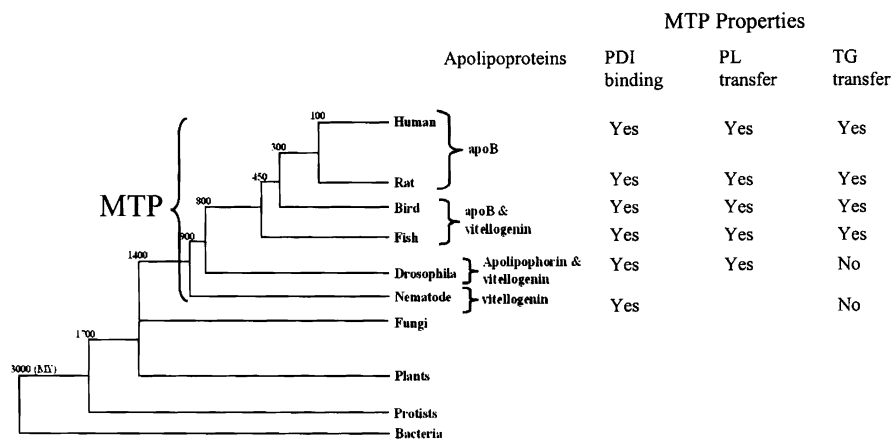 MTP Properties
Apolipoproteins PDI binding PL transfer TG transfer
MTP
100 Human apoB Yes Yes Yes
300
450 Rat Yes Yes Yes
800 Bird apoB & vitellogenin Yes Yes Yes
900 Fish Yes Yes Yes
1400 Drosophila Apolipophorin & vitellogenin Yes Yes No
Nematode vitellogenin Yes No
Fungi
1700
3000 (MY) Plants
Protists
Bacteria